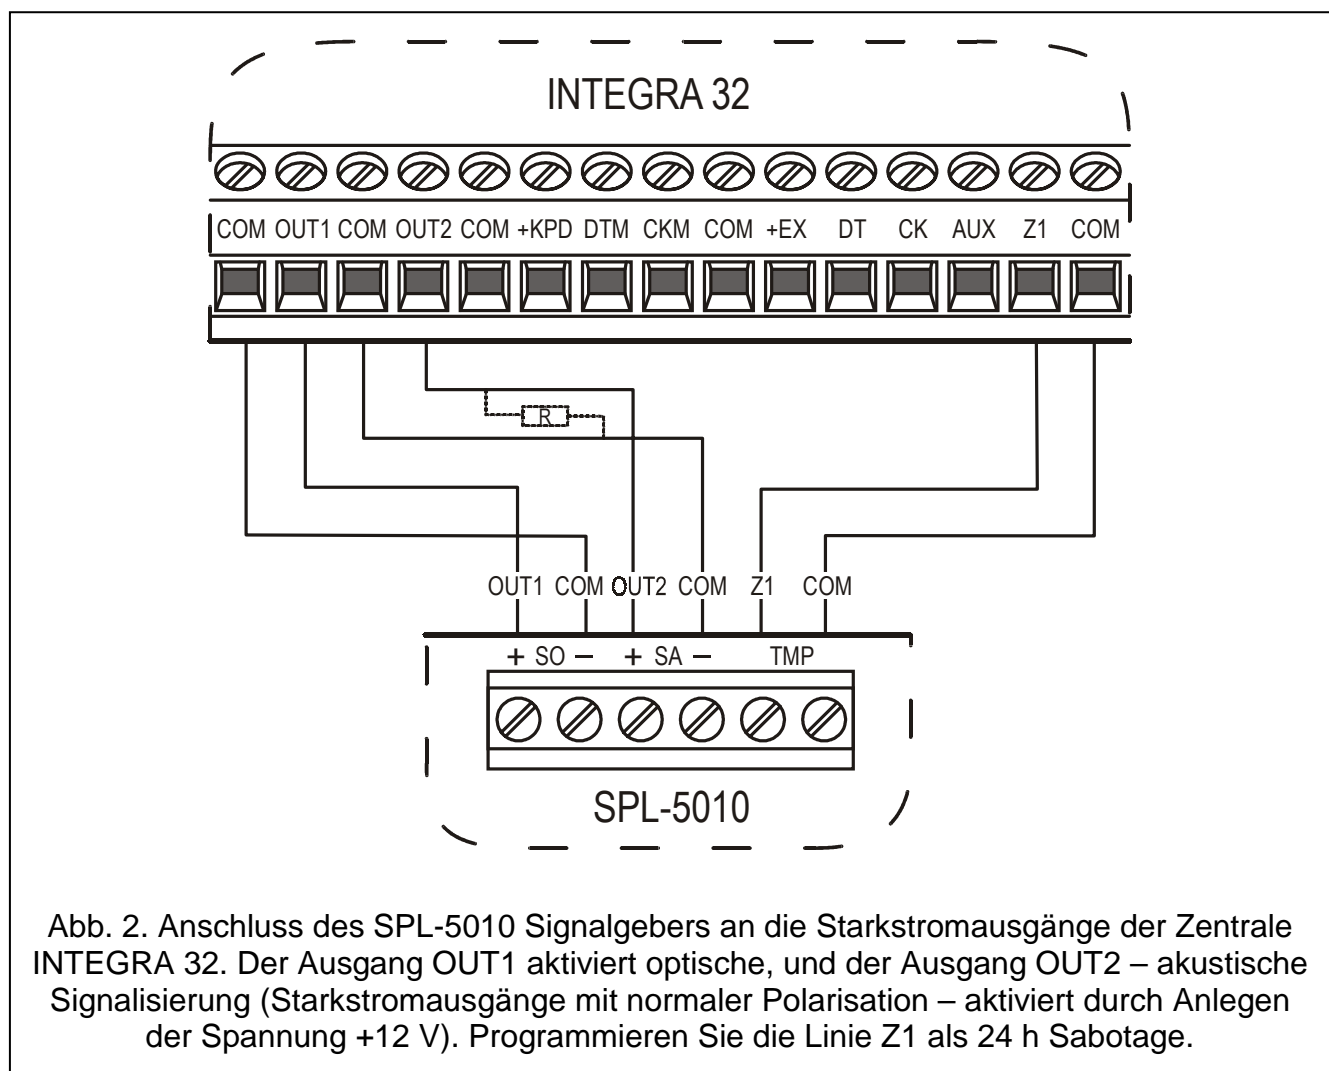 INTEGRA 32
COM OUT1 COM OUT2 COM +KPD DTM CKM COM +EX DT CK AUX Z1 COM
R
OUT1 COM OUT2 COM Z1 COM
+ SO − + SA − TMP
SPL-5010
Abb. 2. Anschluss des SPL-5010 Signalgebers an die Starkstromausgänge der Zentrale
INTEGRA 32. Der Ausgang OUT1 aktiviert optische, und der Ausgang OUT2 – akustische
Signalisierung (Starkstromausgänge mit normaler Polarisation – aktiviert durch Anlegen
der Spannung +12 V). Programmieren Sie die Linie Z1 als 24 h Sabotage.